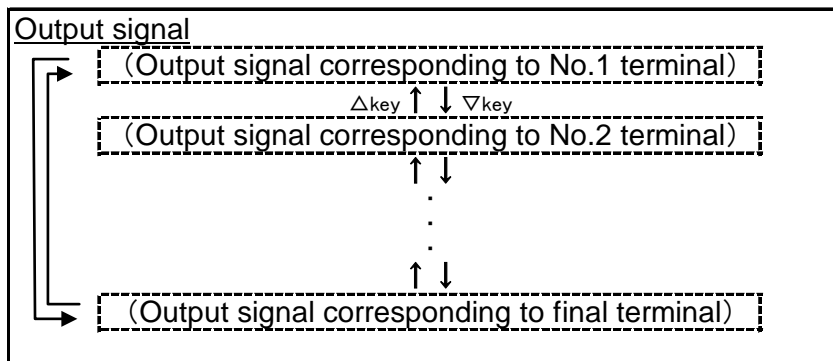 Output signal
（Output signal corresponding to No.1 terminal）
△key ↑ ↓ ▽key
（Output signal corresponding to No.2 terminal）
↑ ↓
.
.
.
↑ ↓
（Output signal corresponding to final terminal）